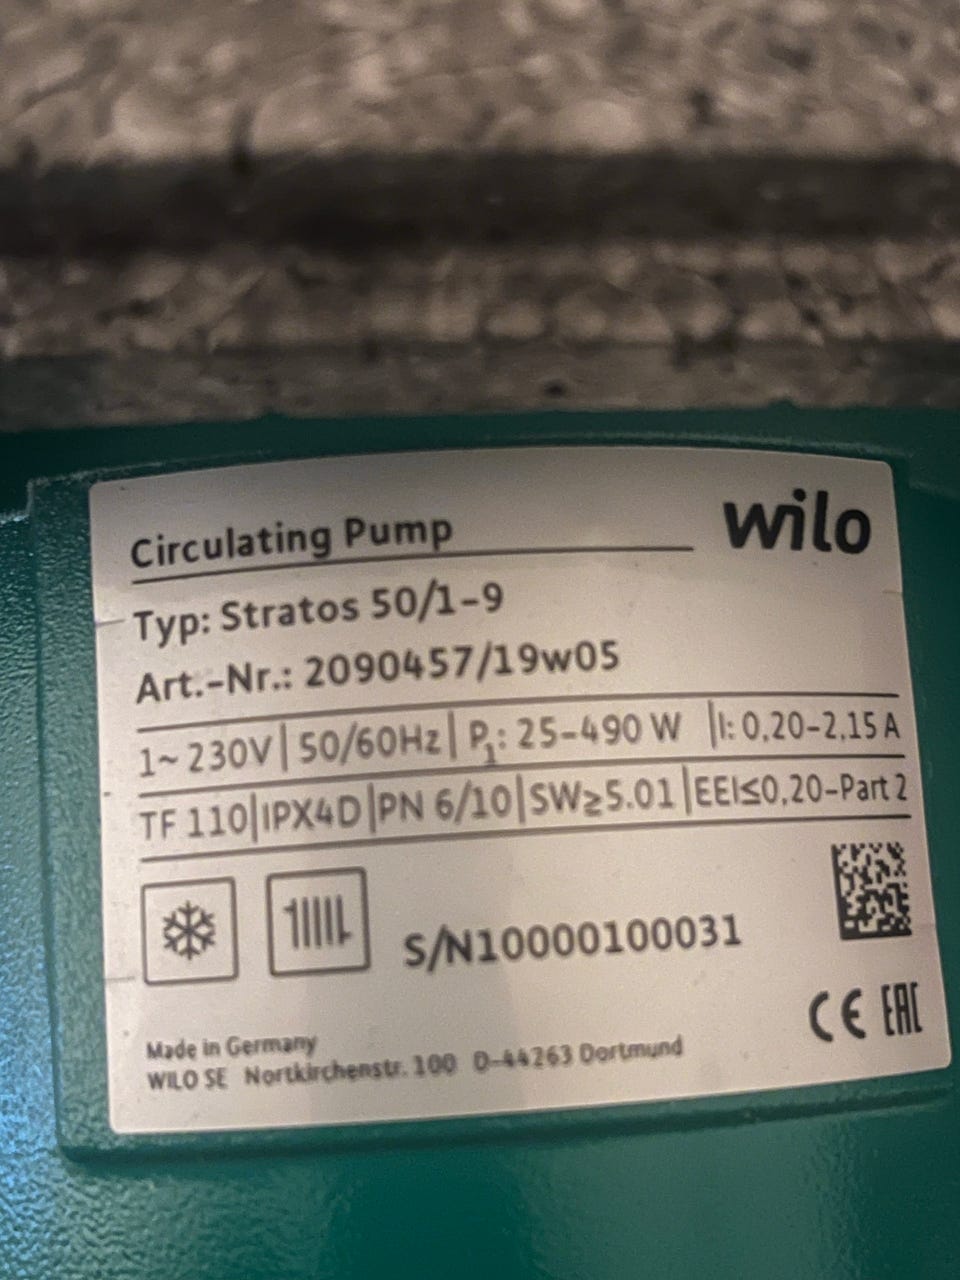 wilo
Circulating Pump
Typ: Stratos 50/1-9
Art.-Nr.: 2090457/19w05
1~ 230V | 50/60Hz | P1: 25-490 W | I: 0,20-2,15 A
TF 110 | IPX4D | PN 6/10 | SW≥5.01 | EEI≤0,20-Part 2
S/N10000100031
CE EAC
Made in Germany
WILO SE Nortkirchenstr. 100 D-44263 Dortmund